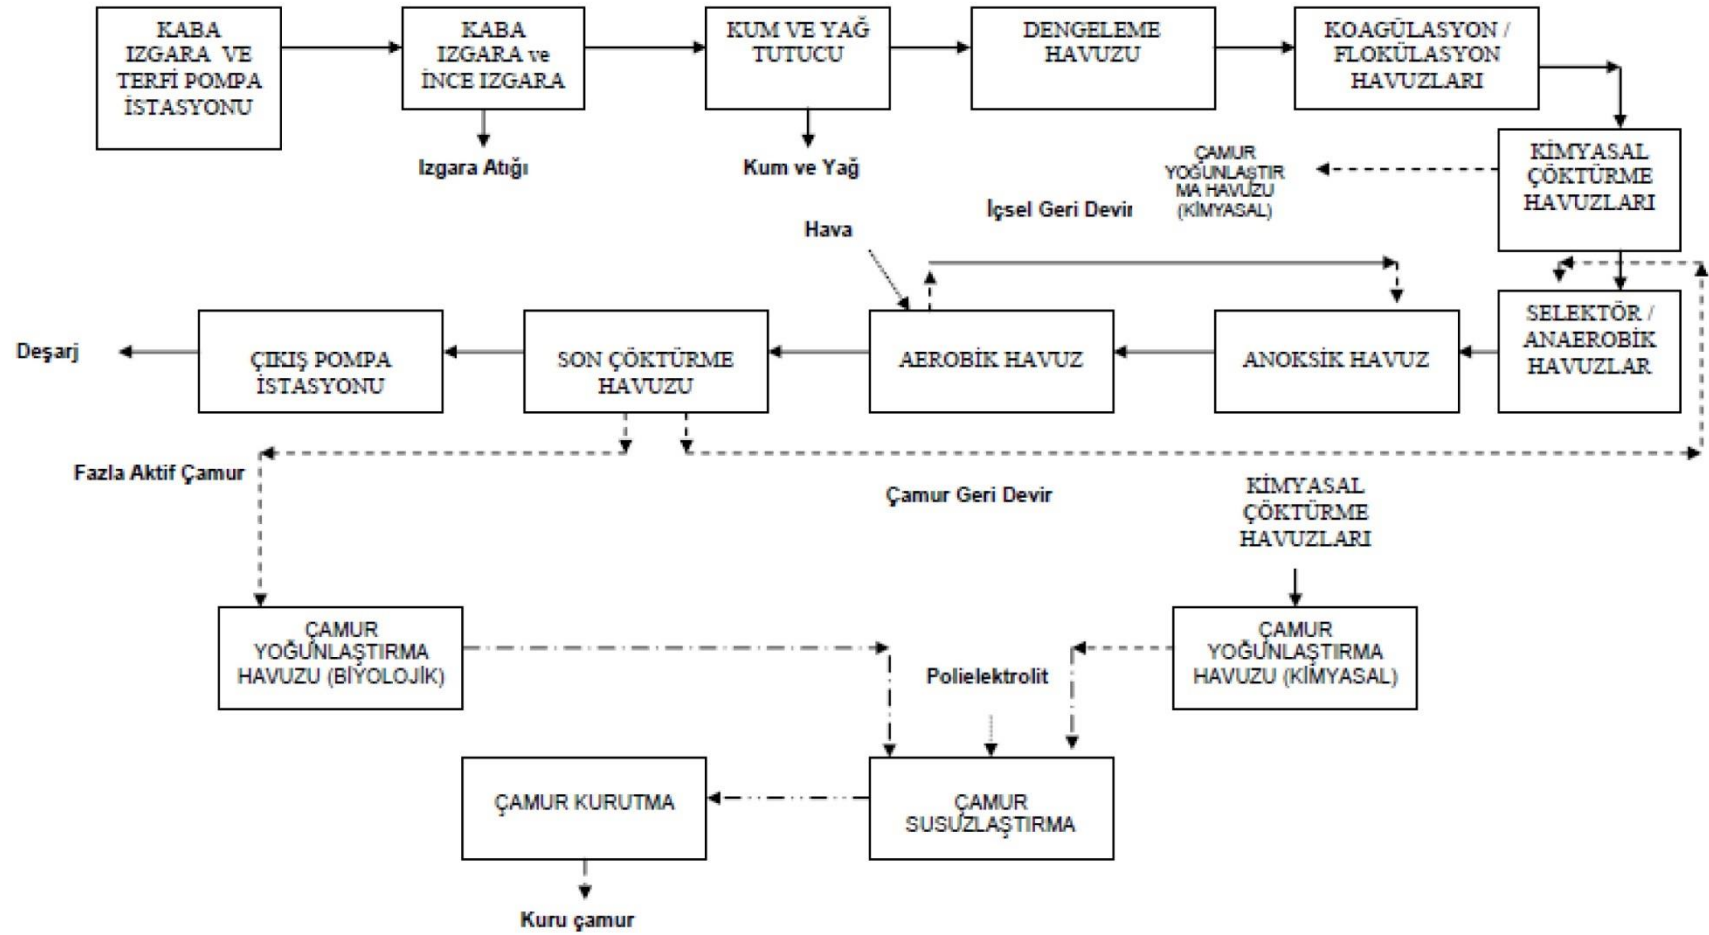 KABA
IZGARA VE
TERFİ POMPA
İSTASYONU
KABA
IZGARA ve
İNCE IZGARA
KUM VE YAĞ
TUTUCU
DENGELEME
HAVUZU
KOAGÜLASYON /
FLOKÜLASYON
HAVUZLARI
Izgara Atığı
Kum ve Yağ
ÇAMUR
YOĞUNLAŞTIR
MA HAVUZU
(KİMYASAL)
KİMYASAL
ÇÖKTÜRME
HAVUZLARI
İçsel Geri Devir
Hava
Deşarj
ÇIKIŞ POMPA
İSTASYONU
SON ÇÖKTÜRME
HAVUZU
AEROBİK HAVUZ
ANOKSİK HAVUZ
SELEKTÖR /
ANAEROBİK
HAVUZLAR
Fazla Aktif Çamur
Çamur Geri Devir
KİMYASAL
ÇÖKTÜRME
HAVUZLARI
ÇAMUR
YOĞUNLAŞTIRMA
HAVUZU (BİYOLOJİK)
Polielektrolit
ÇAMUR
YOĞUNLAŞTIRMA
HAVUZU (KİMYASAL)
ÇAMUR KURUTMA
ÇAMUR
SUSUZLAŞTIRMA
Kuru çamur